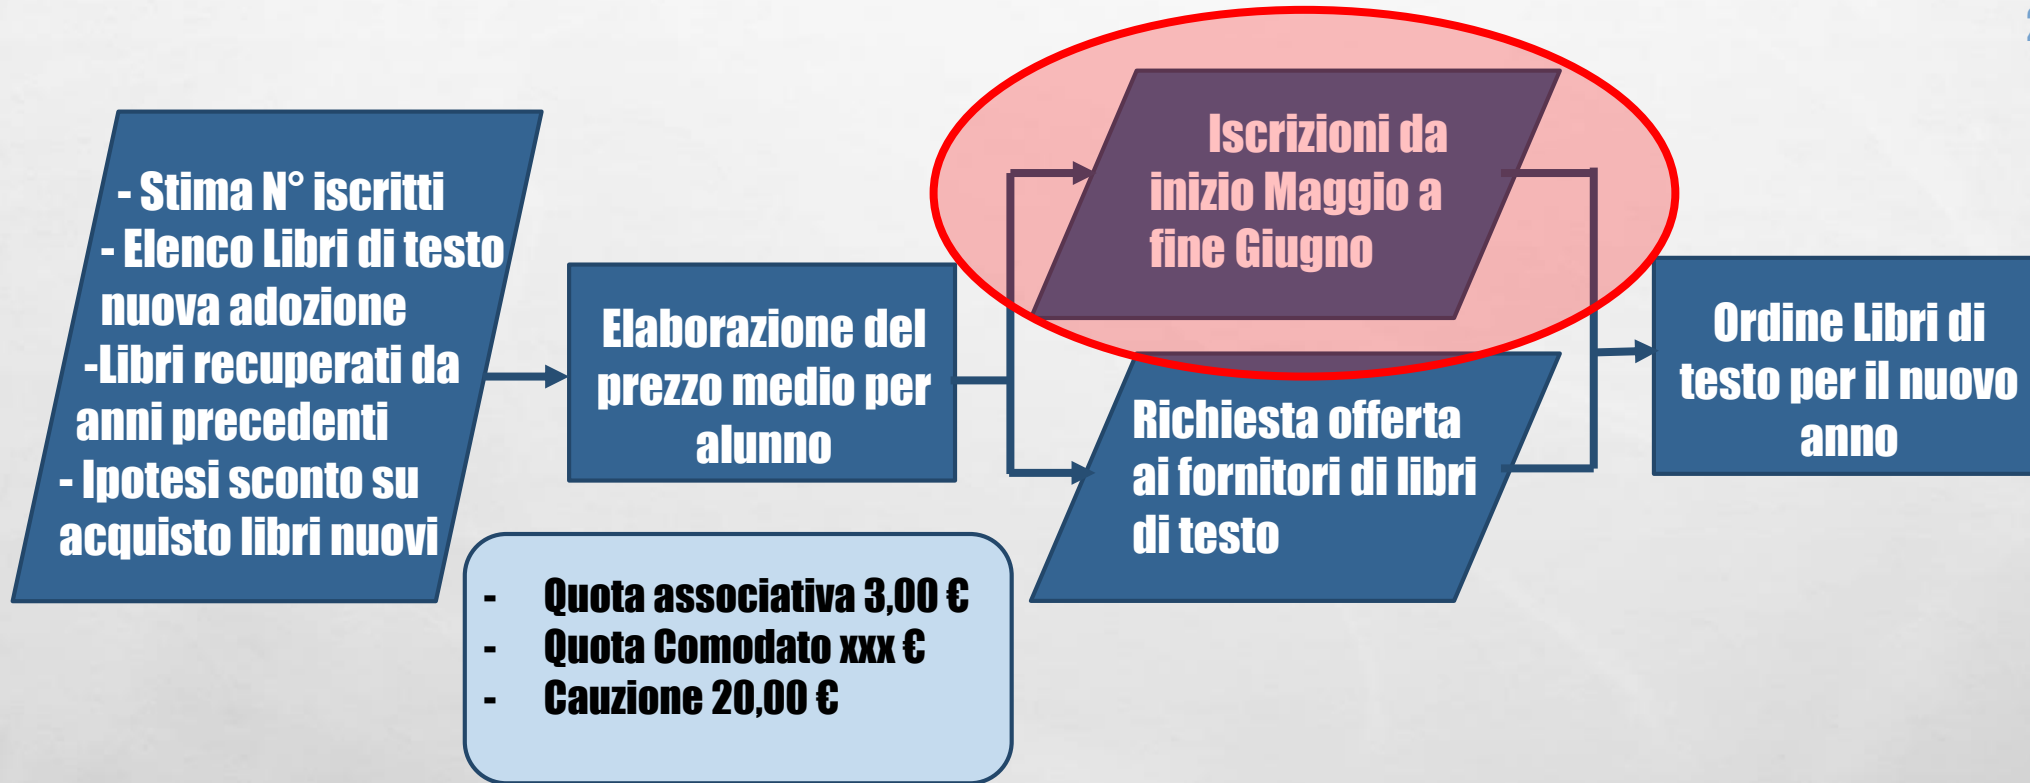 - Stima N° iscritti
- Elenco Libri di testo
nuova adozione
-Libri recuperati da
anni precedenti
- Ipotesi sconto su
acquisto libri nuovi
Elaborazione del
prezzo medio per
alunno
- Quota associativa 3,00 €
- Quota Comodato xxx €
- Cauzione 20,00 €
Iscrizioni da
inizio Maggio a
fine Giugno
Richiesta offerta
ai fornitori di libri
di testo
Ordine Libri di
testo per il nuovo
anno